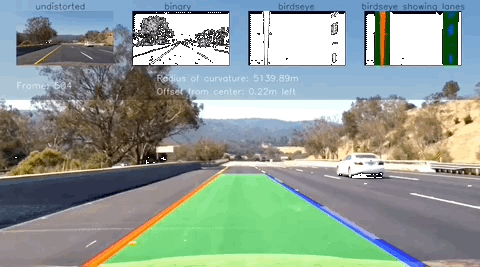 undistorted binary birdseye birdseye showing lanes
Radius of curvature: 5139.89m
Frame: 504
Offset from center: 0.22m left